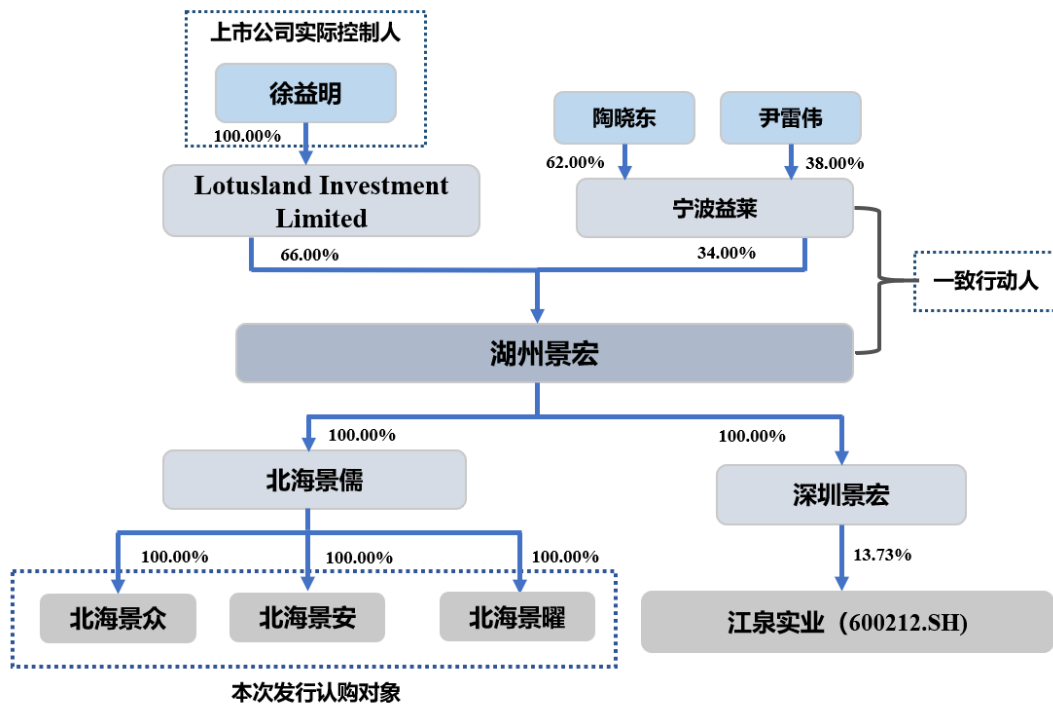 上市公司实际控制人
徐益明
陶晓东
尹雷伟
100.00%
62.00%
38.00%
Lotusland Investment
Limited
宁波益莱
66.00%
34.00%
一致行动人
湖州景宏
100.00%
100.00%
北海景儒
深圳景宏
100.00%
100.00%
100.00%
13.73%
北海景众
北海景安
北海景曜
江泉实业（600212.SH)
本次发行认购对象